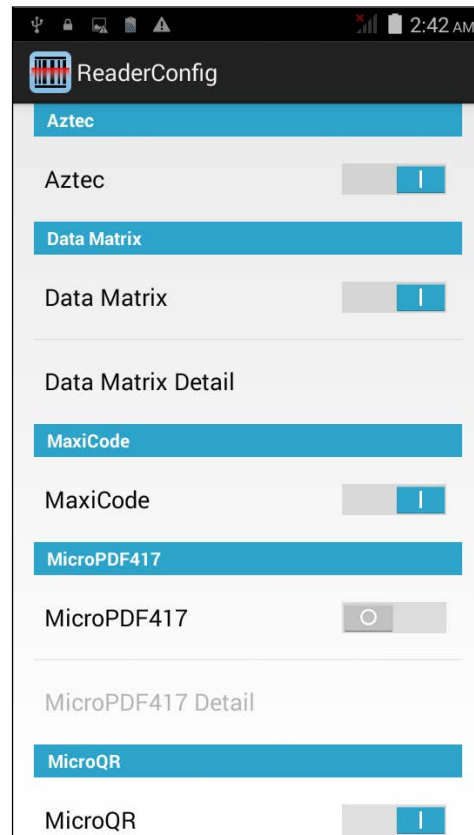 2:42 AM
ReaderConfig
Aztec
Aztec
Data Matrix
Data Matrix
Data Matrix Detail
MaxiCode
MaxiCode
MicroPDF417
MicroPDF417
MicroPDF417 Detail
MicroQR
MicroQR